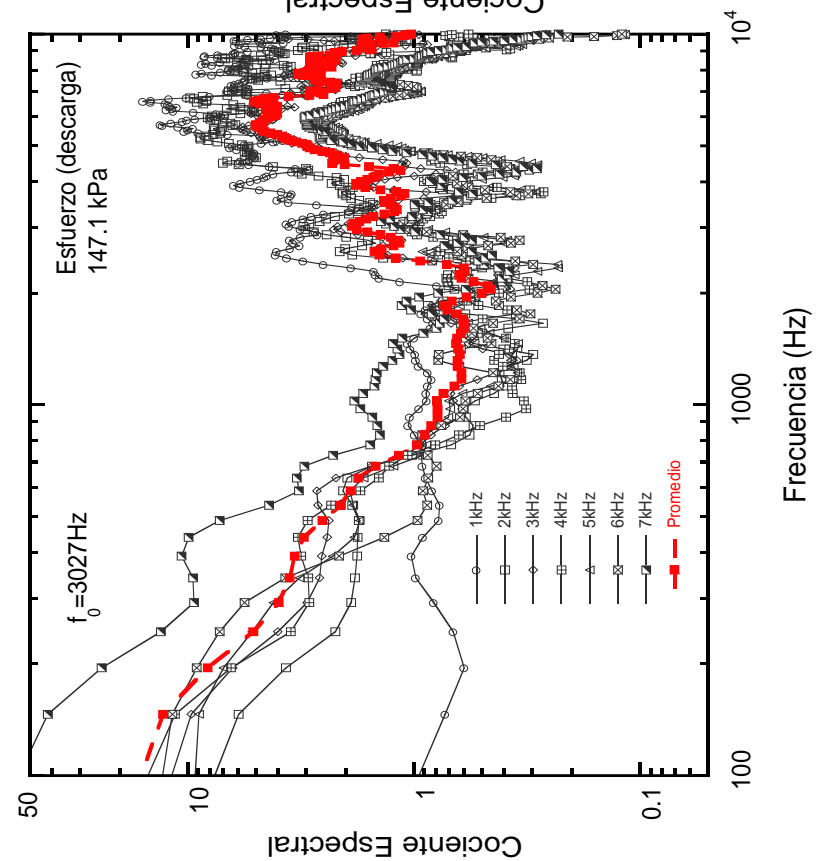 Cociente Espectral
Esfuerzo (descarga)
147.1 kPa
f0=3027Hz
1kHz
2kHz
3kHz
4kHz
5kHz
6kHz
7kHz
Promedio
50
10
1
0.1
100
1000
10^4
Cociente Espectral
Frecuencia (Hz)